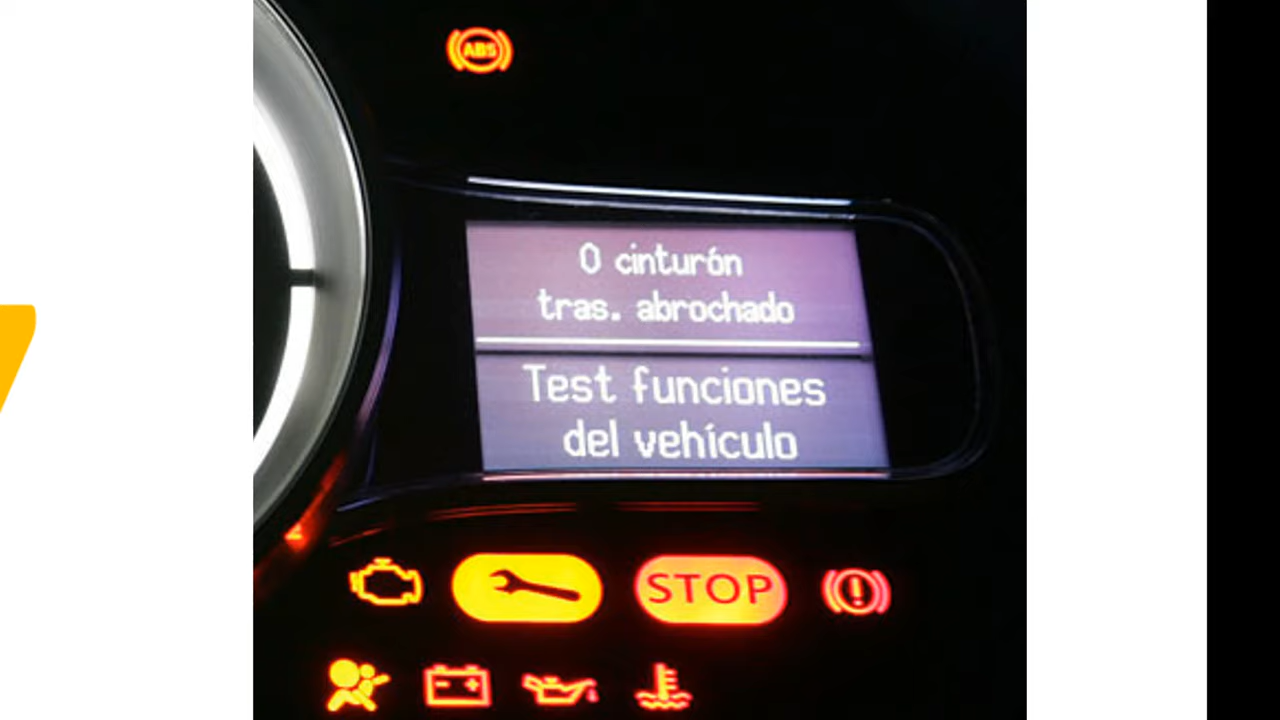 ABS
0 cinturón
tras. abrochado
Test funciones
del vehículo
STOP